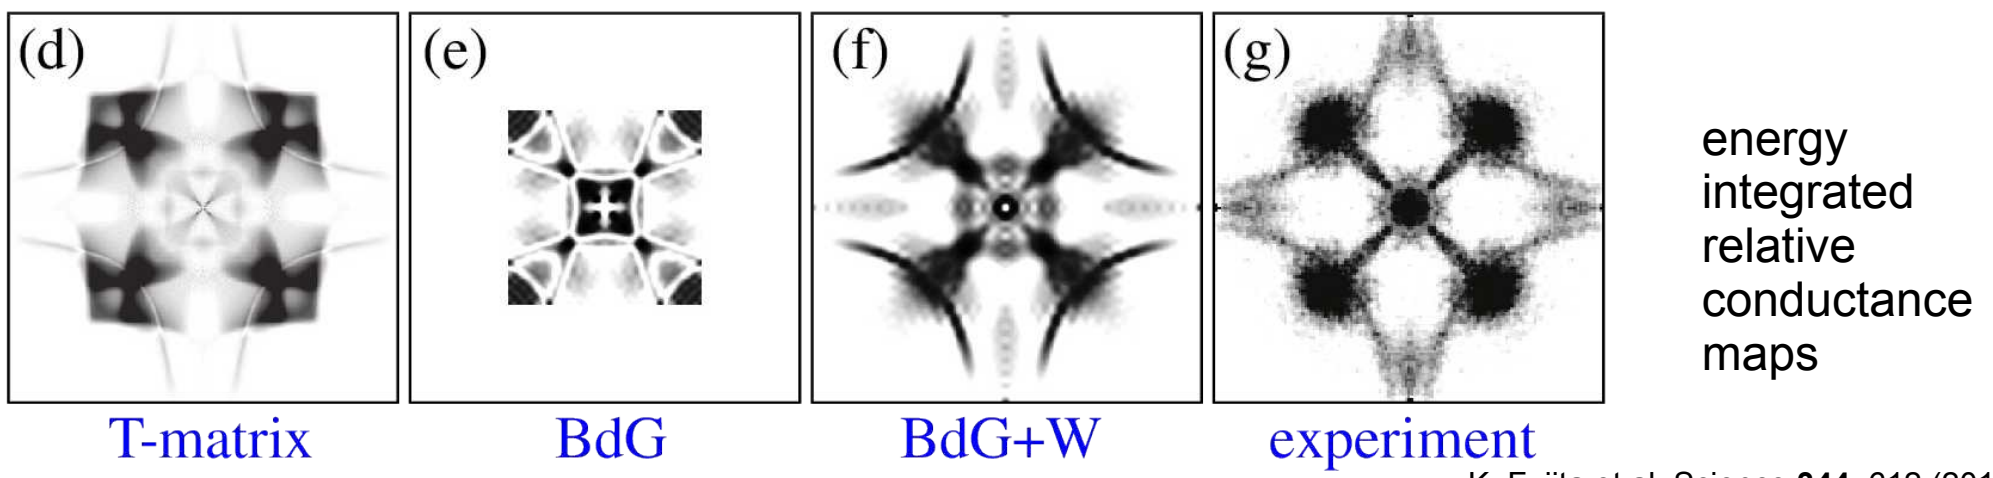 (d) (e) (f) (g)
energy
integrated
relative
conductance
maps
T-matrix BdG BdG+W experiment